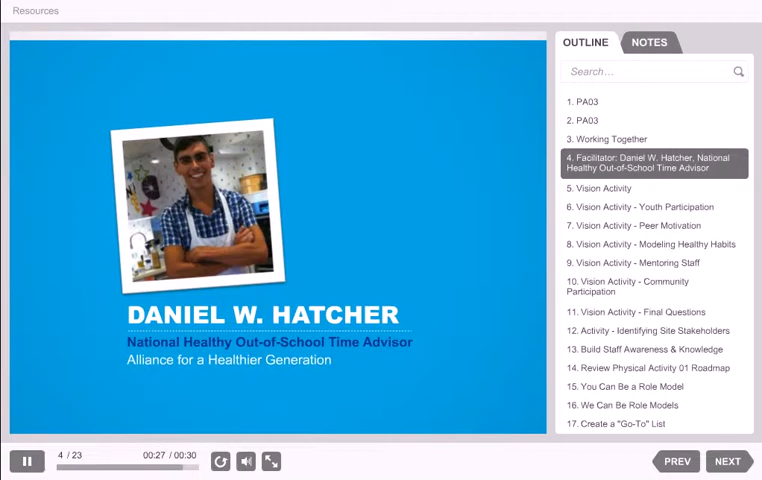 Resources
DANIEL W. HATCHER
National Healthy Out-of-School Time Advisor
Alliance for a Healthier Generation
OUTLINE
NOTES
Search...
1. PA03
2. PA03
3. Working Together
4. Facilitator: Daniel W. Hatcher, National
Healthy Out-of-School Time Advisor
5. Vision Activity
6. Vision Activity - Youth Participation
7. Vision Activity - Peer Motivation
8. Vision Activity - Modeling Healthy Habits
9. Vision Activity - Mentoring Staff
10. Vision Activity - Community
Participation
11. Vision Activity - Final Questions
12. Activity - Identifying Site Stakeholders
13. Build Staff Awareness & Knowledge
14. Review Physical Activity 01 Roadmap
15. You Can be a Role Model
16. We Can Be Role Models
17. Create a "Go-To" List
4 / 23
00:27 / 00:30
PREV
NEXT